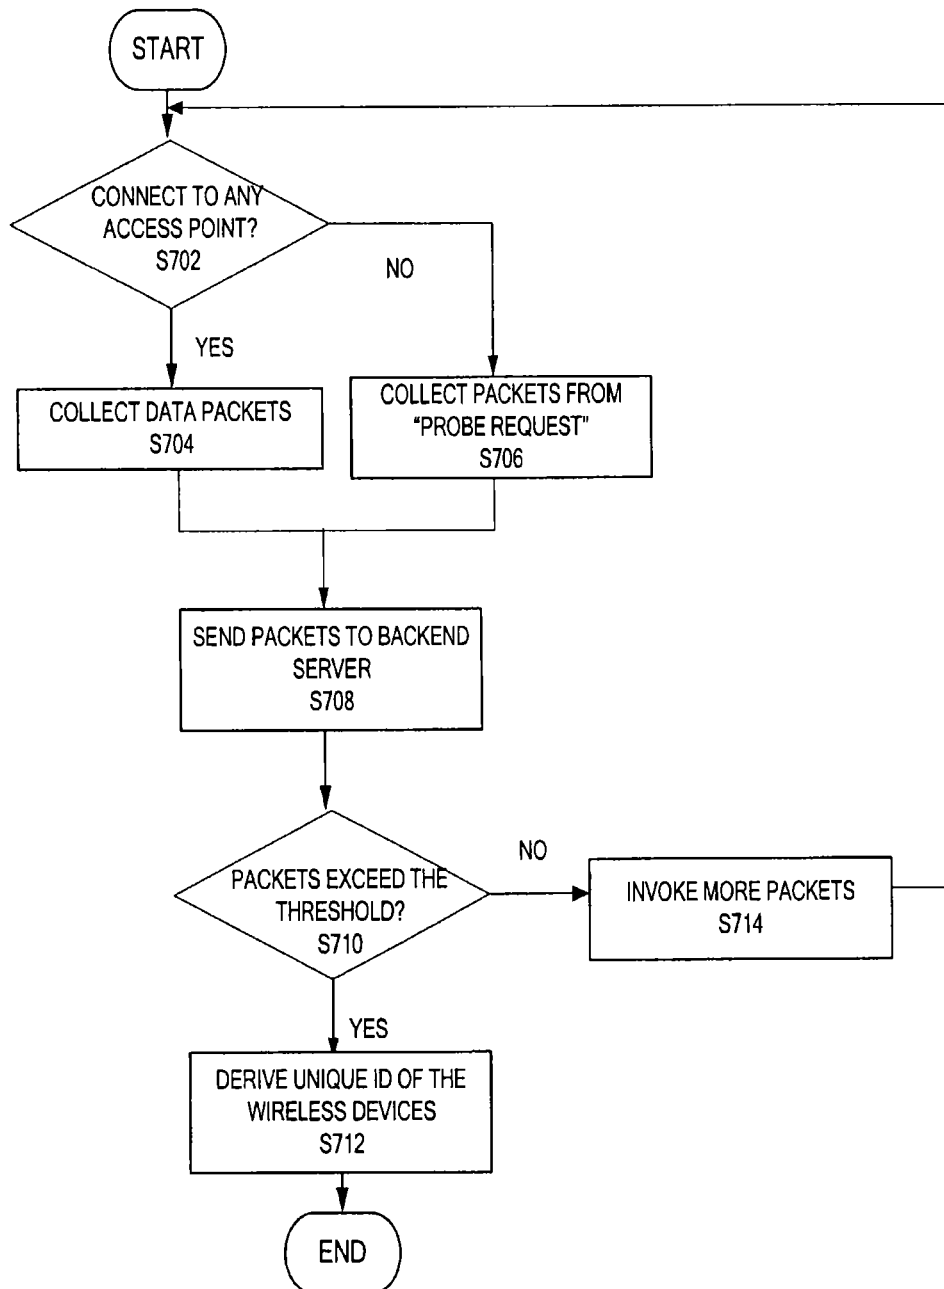 START
CONNECT TO ANY
ACCESS POINT?
S702
NO
YES
COLLECT DATA PACKETS
S704
COLLECT PACKETS FROM
“PROBE REQUEST”
S706
SEND PACKETS TO BACKEND
SERVER
S708
PACKETS EXCEED THE
THRESHOLD?
S710
NO
INVOKE MORE PACKETS
S714
YES
DERIVE UNIQUE ID OF THE
WIRELESS DEVICES
S712
END